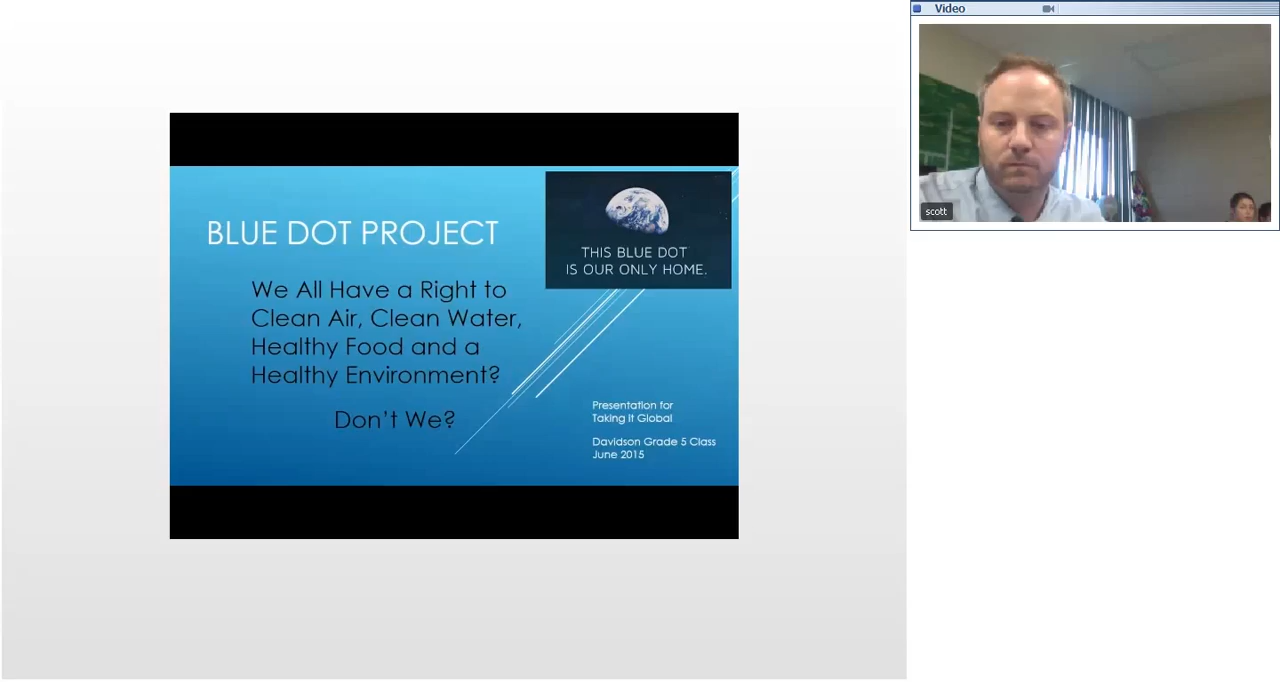 Video
BLUE DOT PROJECT
THIS BLUE DOT
IS OUR ONLY HOME.
We All Have a Right to
Clean Air, Clean Water,
Healthy Food and a
Healthy Environment?
Don't We?
Presentation for
Taking it Global
Davidson Grade 5 Class
June 2015
scott